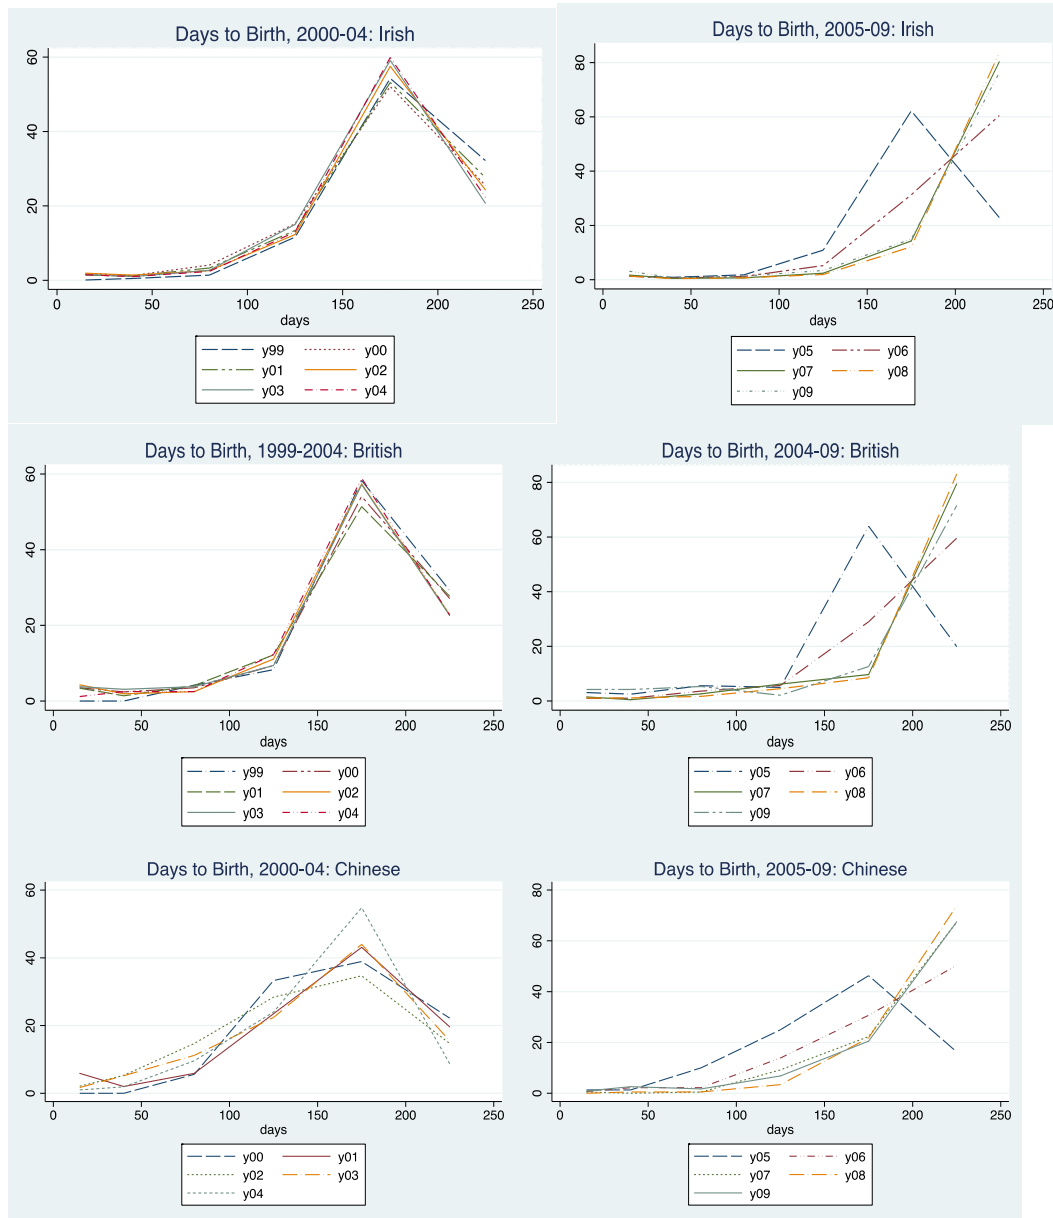 Days to Birth, 2000-04: Irish
60
40
20
0
0 50 100 150 200 250
days
y99 y00
y01 y02
y03 y04
Days to Birth, 2005-09: Irish
80
60
40
20
0
0 50 100 150 200 250
days
y05 y06
y07 y08
y09
Days to Birth, 1999-2004: British
60
40
20
0
0 50 100 150 200 250
days
y99 y00
y01 y02
y03 y04
Days to Birth, 2004-09: British
80
60
40
20
0
0 50 100 150 200 250
days
y05 y06
y07 y08
y09
Days to Birth, 2000-04: Chinese
60
40
20
0
0 50 100 150 200 250
days
y00 y01
y02 y03
y04
Days to Birth, 2005-09: Chinese
80
60
40
20
0
0 50 100 150 200 250
days
y05 y06
y07 y08
y09